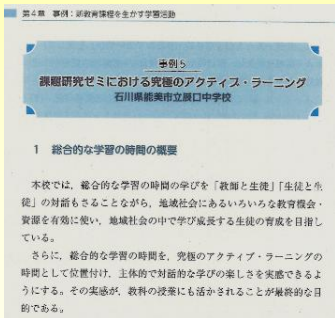 第4章 事例：新教育課程を生かす学習活動
事例5
課題研究ゼミにおける究極のアクティブ・ラーニング
石川県能美市立辰口中学校
1 総合的な学習の時間の概要
本校では，総合的な学習の時間の学びを「教師と生徒」「生徒と生
徒」の対話もさることながら，地域社会にあるいろいろな教育機会・
資源を有効に使い，地域社会の中で学び成長する生徒の育成を目指し
ている。
さらに，総合的な学習の時間を，究極のアクティブ・ラーニングの
時間として位置付け，主体的で対話的な学びの楽しさを実感できるよ
うにする。その実感が，教科の授業にも活かされることが最終的な目
的である。